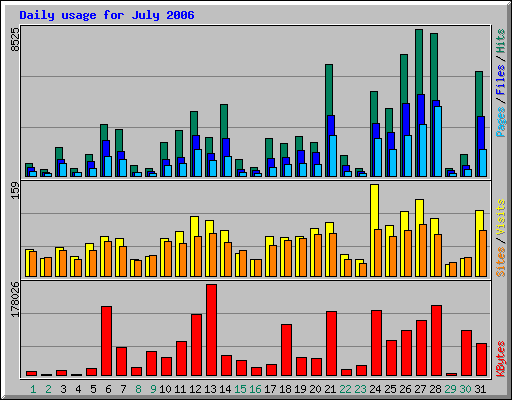 Daily usage for July 2006
8525
Pages / Files / Hits
199
Sites / Visits
178026
KBytes
1 2 3 4 5 6 7 8 9 10 11 12 13 14 15 16 17 18 19 20 21 22 23 24 25 26 27 28 29 30 31